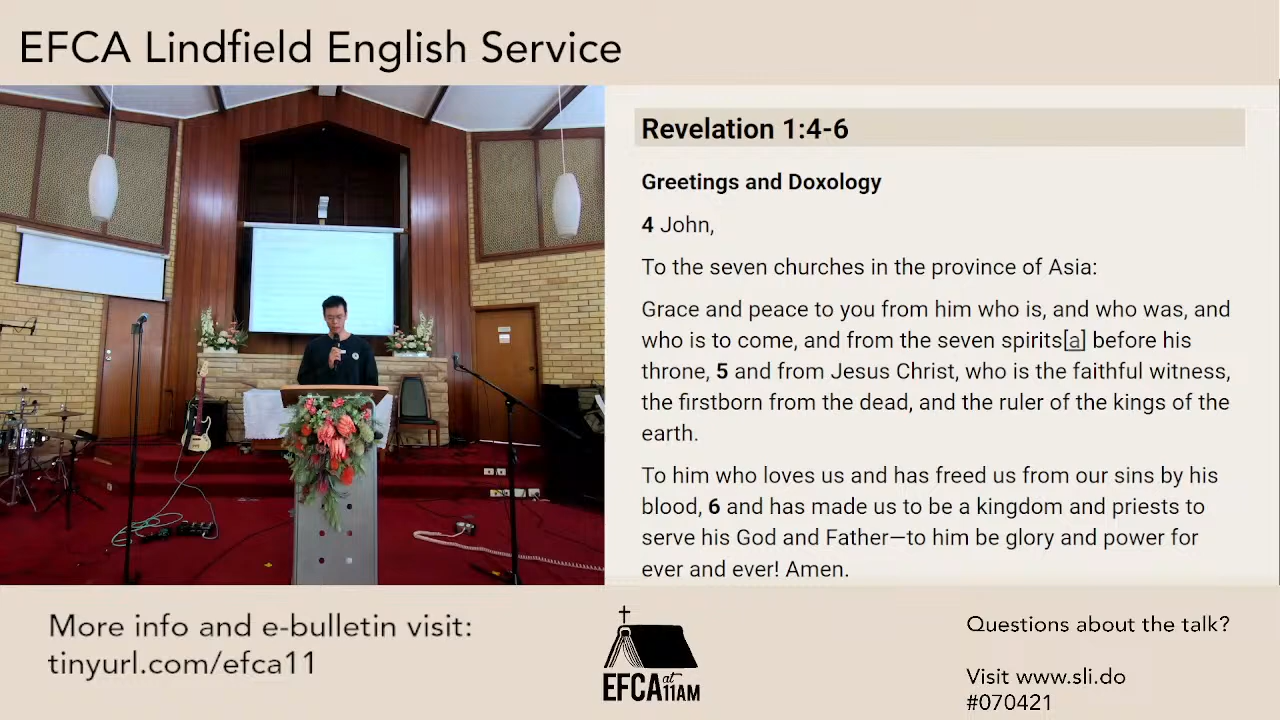 EFCA Lindfield English Service
Revelation 1:4-6
Greetings and Doxology
4 John,
To the seven churches in the province of Asia:
Grace and peace to you from him who is, and who was, and
who is to come, and from the seven spirits[a] before his
throne, 5 and from Jesus Christ, who is the faithful witness,
the firstborn from the dead, and the ruler of the kings of the
earth.
To him who loves us and has freed us from our sins by his
blood, 6 and has made us to be a kingdom and priests to
serve his God and Father—to him be glory and power for
ever and ever! Amen.
More info and e-bulletin visit:
tinyurl.com/efca11
EFCA at 11AM
Questions about the talk?
Visit www.sli.do
#070421